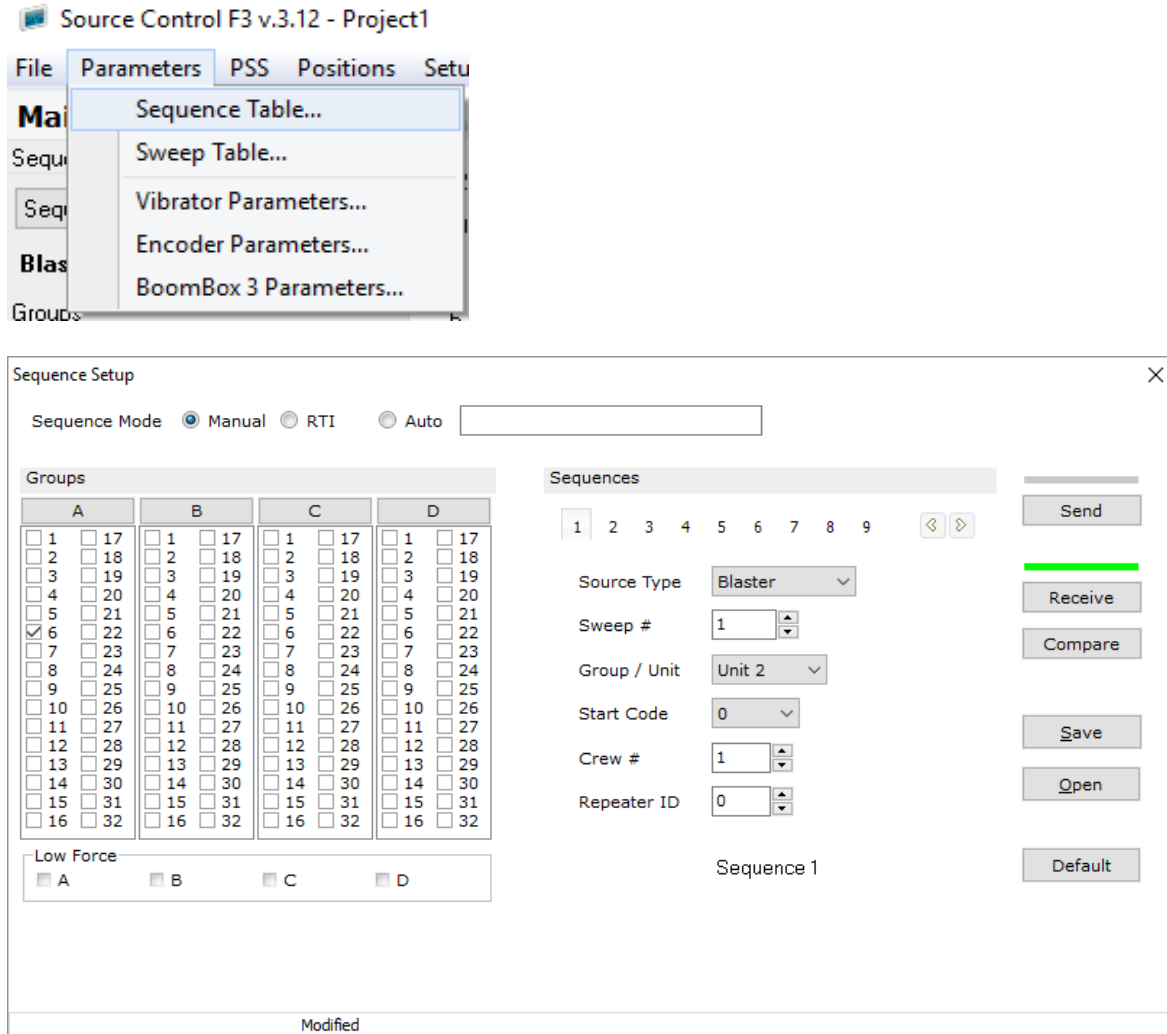 Source Control F3 v.3.12 - Project1
File Parameters PSS Positions Setu
Mai
Sequence Table...
Sequ
Sweep Table...
Seq
Vibrator Parameters...
Encoder Parameters...
Blas
BoomBox 3 Parameters...
Groups
Sequence Setup
Sequence Mode Manual RTI Auto
Groups
A B C D
1 17 1 17 1 17 1 17
2 18 2 18 2 18 2 18
3 19 3 19 3 19 3 19
4 20 4 20 4 20 4 20
5 21 5 21 5 21 5 21
6 22 6 22 6 22 6 22
7 23 7 23 7 23 7 23
8 24 8 24 8 24 8 24
9 25 9 25 9 25 9 25
10 26 10 26 10 26 10 26
11 27 11 27 11 27 11 27
12 28 12 28 12 28 12 28
13 29 13 29 13 29 13 29
14 30 14 30 14 30 14 30
15 31 15 31 15 31 15 31
16 32 16 32 16 32 16 32
Low Force
A B C D
Sequences
1 2 3 4 5 6 7 8 9
Source Type Blaster
Sweep # 1
Group / Unit Unit 2
Start Code 0
Crew # 1
Repeater ID 0
Sequence 1
Send
Receive
Compare
Save
Open
Default
Modified